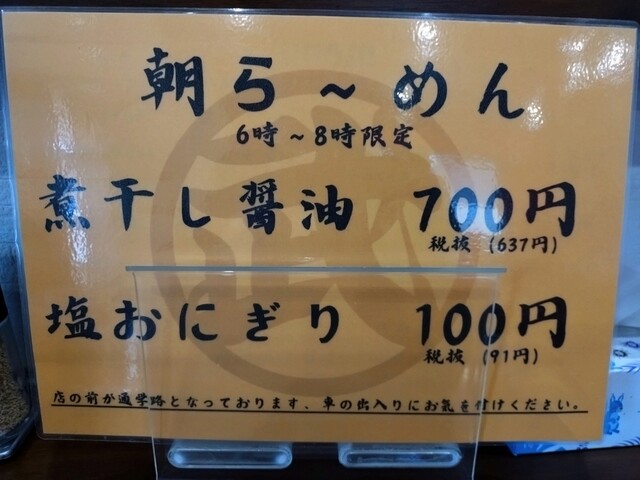 朝ら～めん
6時～8時限定
煮干し醤油 700円
税抜 (637円)
塩おにぎり 100円
税抜 (91円)
店の前が通学路となっております、車の出入りにお気を付けください。